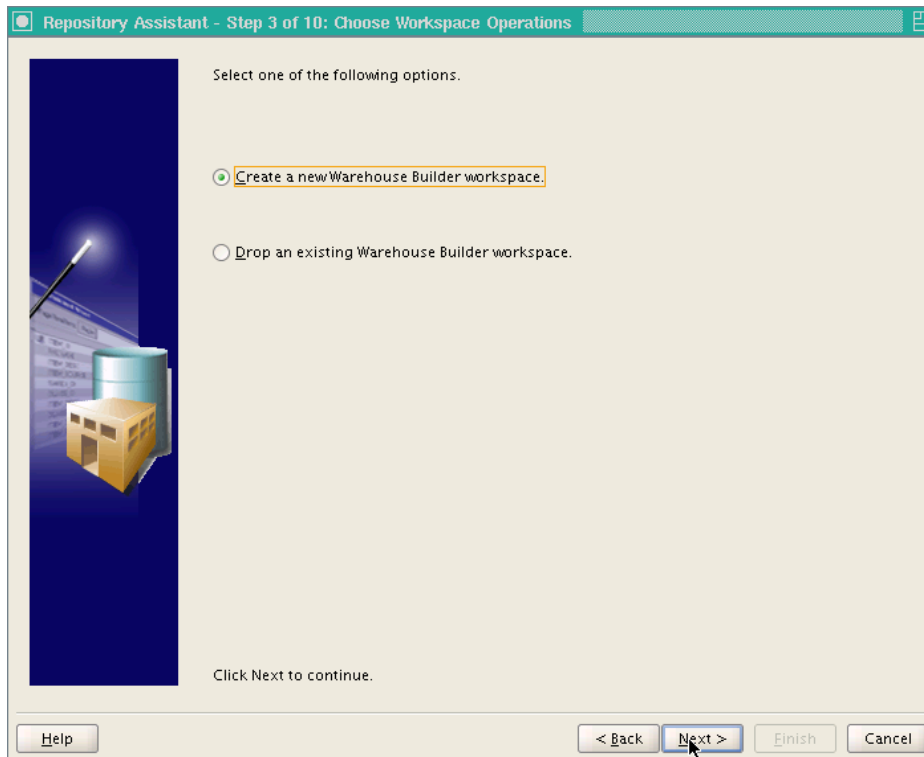 Repository Assistant - Step 3 of 10: Choose Workspace Operations
Select one of the following options.
Create a new Warehouse Builder workspace.
Drop an existing Warehouse Builder workspace.
Click Next to continue.
Help
< Back
Next >
Finish
Cancel